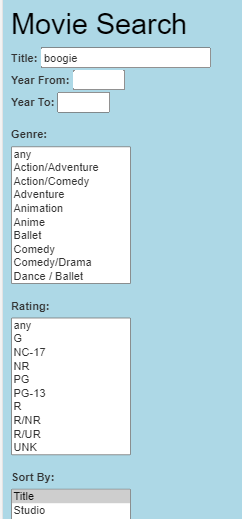 Movie Search
Title: boogie
Year From:
Year To:
Genre:
any
Action/Adventure
Action/Comedy
Adventure
Animation
Anime
Ballet
Comedy
Comedy/Drama
Dance / Ballet
Rating:
any
G
NC-17
NR
PG
PG-13
R
R/NR
R/UR
UNK
Sort By:
Title
Studio